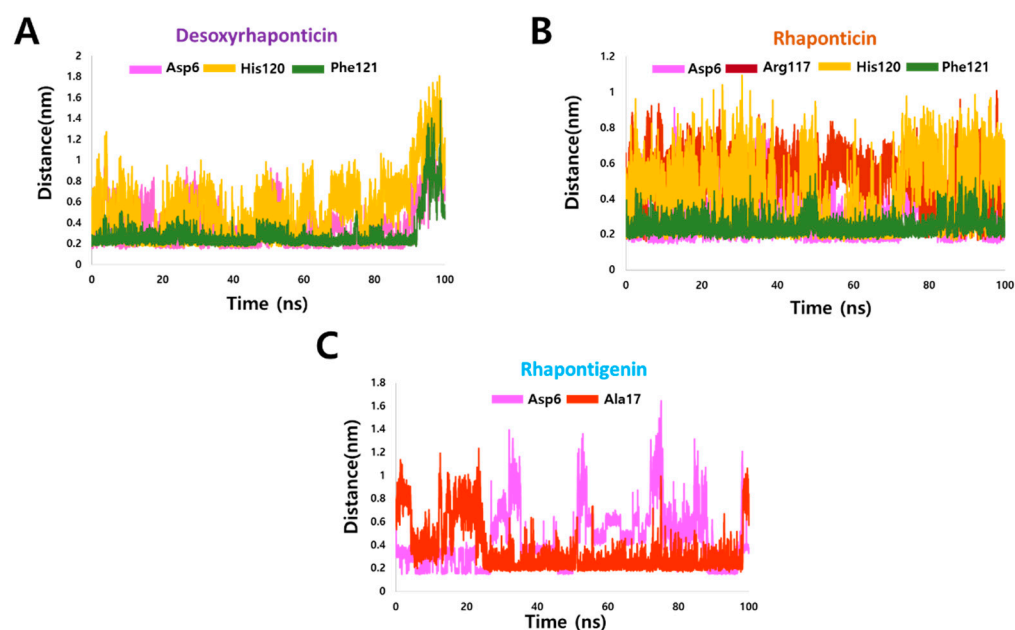 A
Desoxyrhaponticin
Asp6 His120 Phe121
Distance(nm)
2
1.8
1.6
1.4
1.2
1
0.8
0.6
0.4
0.2
0
0 20 40 60 80 100
Time (ns)
B
Rhaponticin
Asp6 Arg117 His120 Phe121
Distance(nm)
1.2
1
0.8
0.6
0.4
0.2
0
0 20 40 60 80 100
Time (ns)
C
Rhapontigenin
Asp6 Ala17
Distance(nm)
1.8
1.6
1.4
1.2
1
0.8
0.6
0.4
0.2
0
0 20 40 60 80 100
Time (ns)